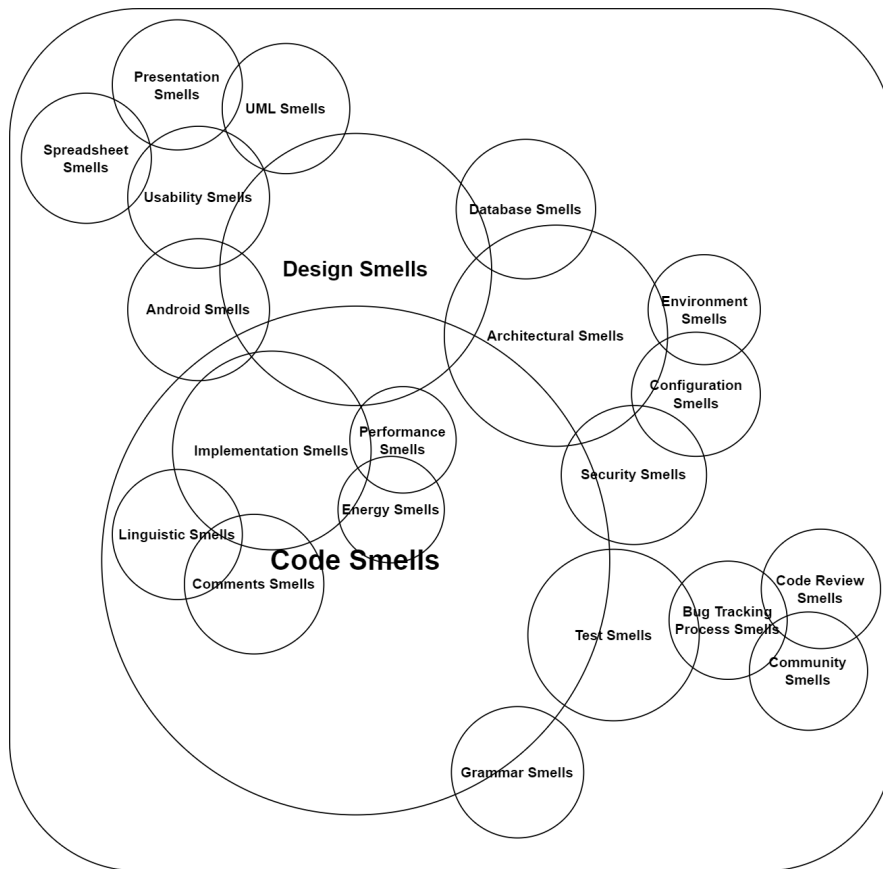 Presentation
Smells
UML Smells
Spreadsheet
Smells
Usability Smells
Database Smells
Design Smells
Android Smells
Environment
Smells
Architectural Smells
Configuration
Smells
Performance
Smells
Implementation Smells
Security Smells
Energy Smells
Linguistic Smells
Code Smells
Comments Smells
Code Review
Smells
Bug Tracking
Process Smells
Test Smells
Community
Smells
Grammar Smells